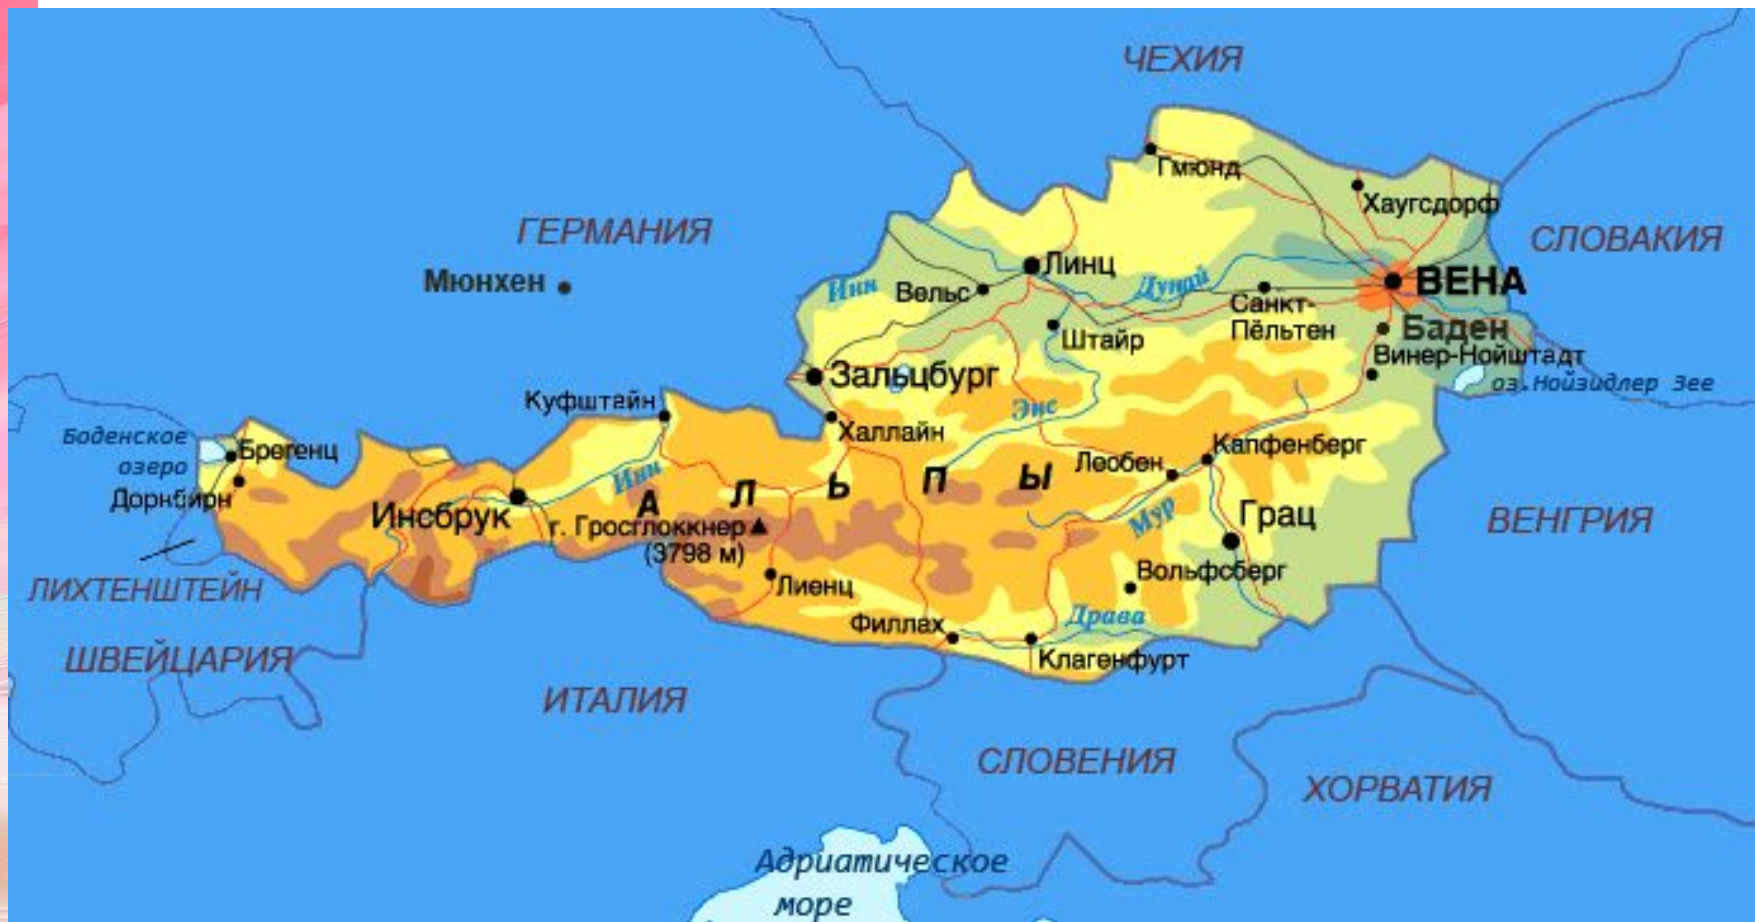 ЧЕХИЯ
Гмюнд
Хаугсдорф
ГЕРМАНИЯ
СЛОВАКИЯ
Мюнхен
Линц
ВЕНА
Инн
Вельс
Дунай
Санкт-
Пёльтен
Штайр
Баден
Винер-Нойштадт
Зальцбург
оз.Нойзидлер Зее
Куфштайн
Энс
Халлайн
Боденское
озеро
Брегенц
Капфенберг
Леобен
Инн
АЛЬПЫ
Дорнбирн
Инсбрук
Мур
Грац
ВЕНГРИЯ
г. Гросглоккнер
(3798 м)
Лиенц
Вольфсберг
ЛИХТЕНШТЕЙН
Филлах
Драва
Клагенфурт
ШВЕЙЦАРИЯ
ИТАЛИЯ
СЛОВЕНИЯ
ХОРВАТИЯ
Адриатическое
море